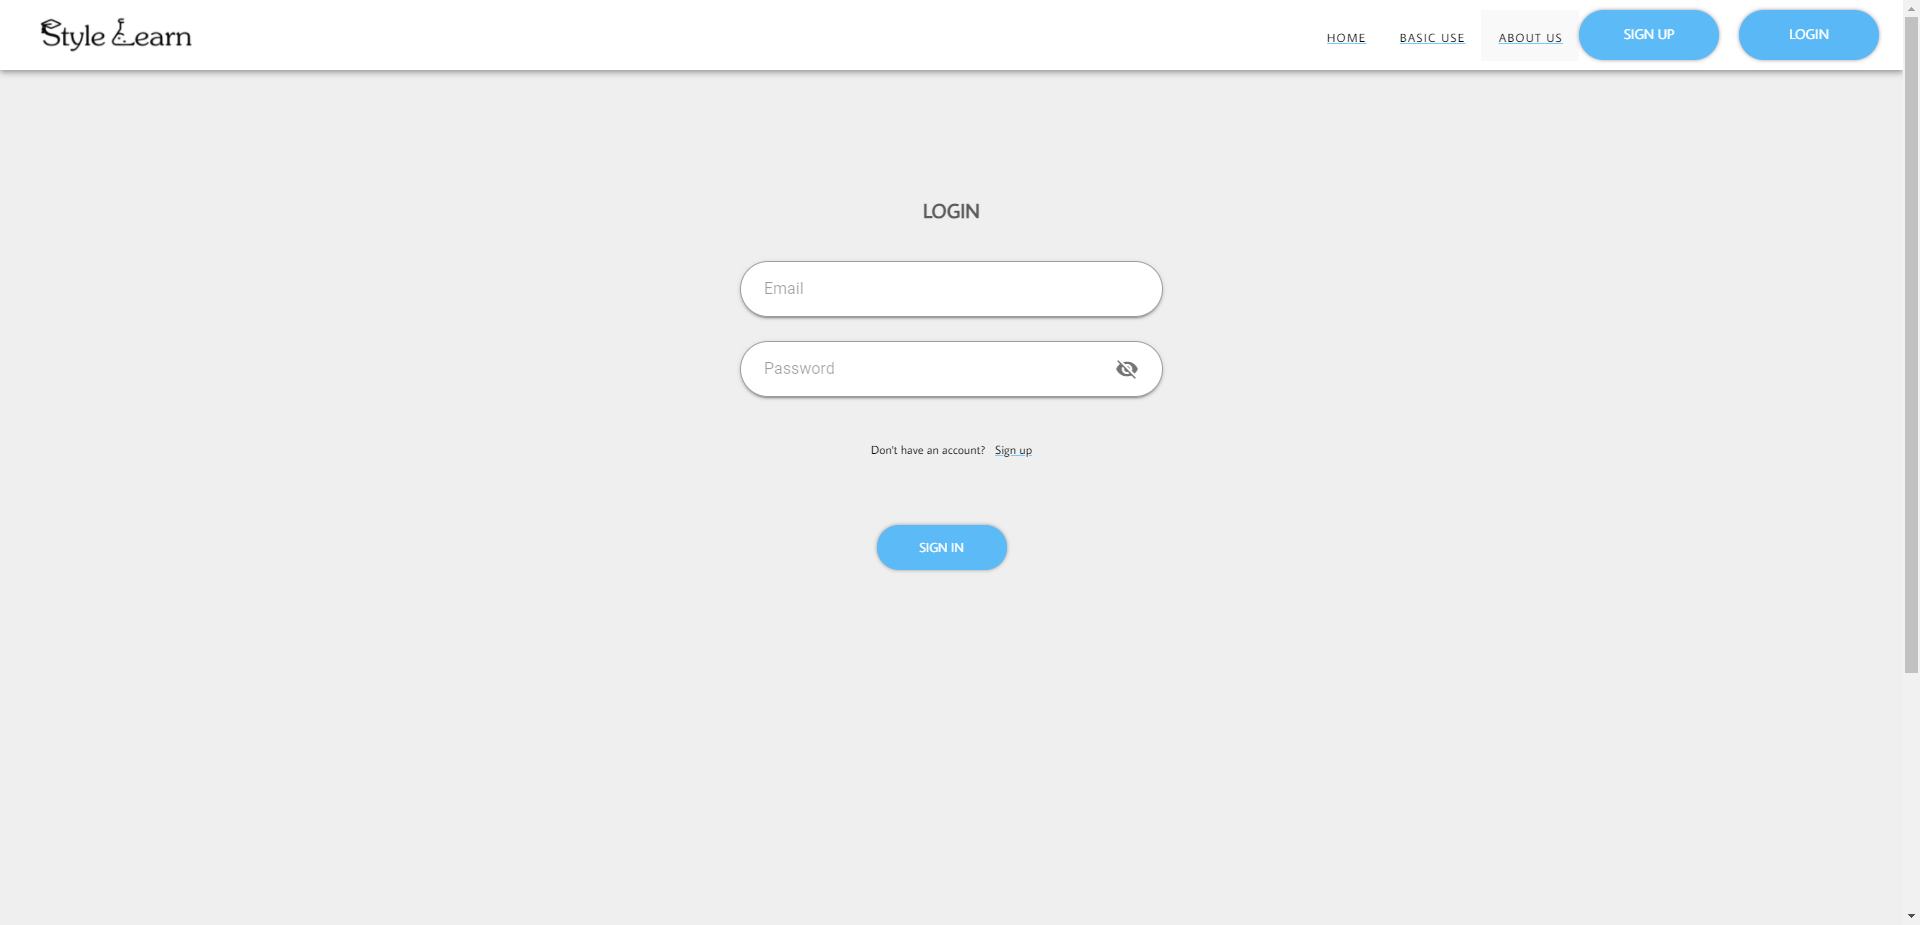 Style Learn
HOME BASIC USE ABOUT US SIGN UP LOGIN
LOGIN
Email
Password
Don't have an account? Sign up
SIGN IN